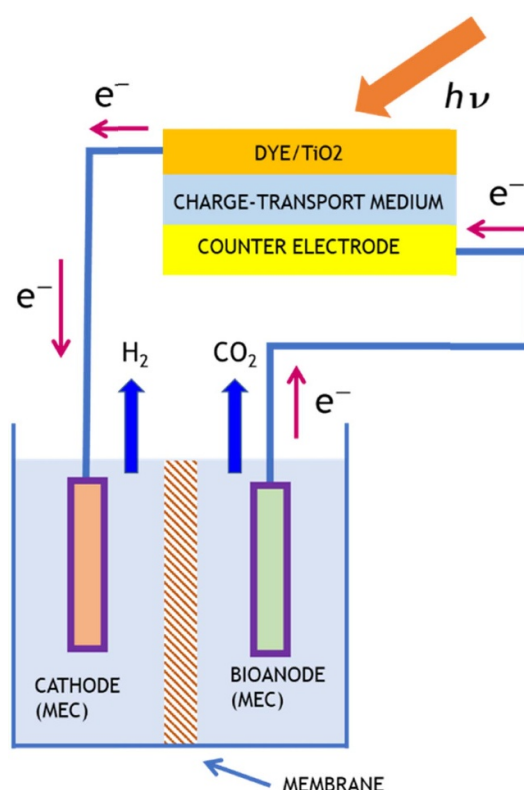 hν
e⁻
DYE/TiO2
CHARGE-TRANSPORT MEDIUM
e⁻
COUNTER ELECTRODE
e⁻
H₂
CO₂
e⁻
CATHODE
(MEC)
BIOANODE
(MEC)
MEMBRANE